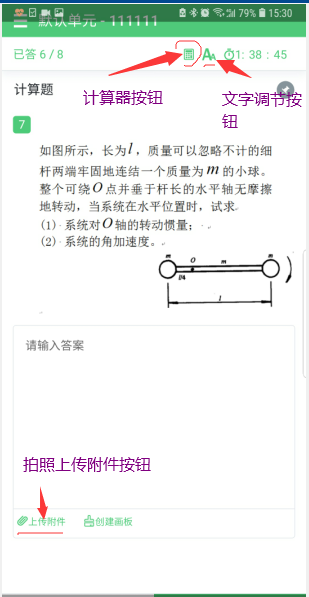 默认单元 - 111111
79% 15:30
已答 6 / 8
1: 38 : 45
计算题
计算器按钮
文字调节按
钮
7
如图所示，长为l，质量可以忽略不计的细
杆两端牢固地连结一个质量为m的小球。
整个可绕O点并垂于杆长的水平轴无摩擦
地转动，当系统在水平位置时，试求
(1) 系统对O轴的转动惯量；
(2) 系统的角加速度。
m
O
m
m
l/4
l
请输入答案
拍照上传附件按钮
上传附件
创建画板